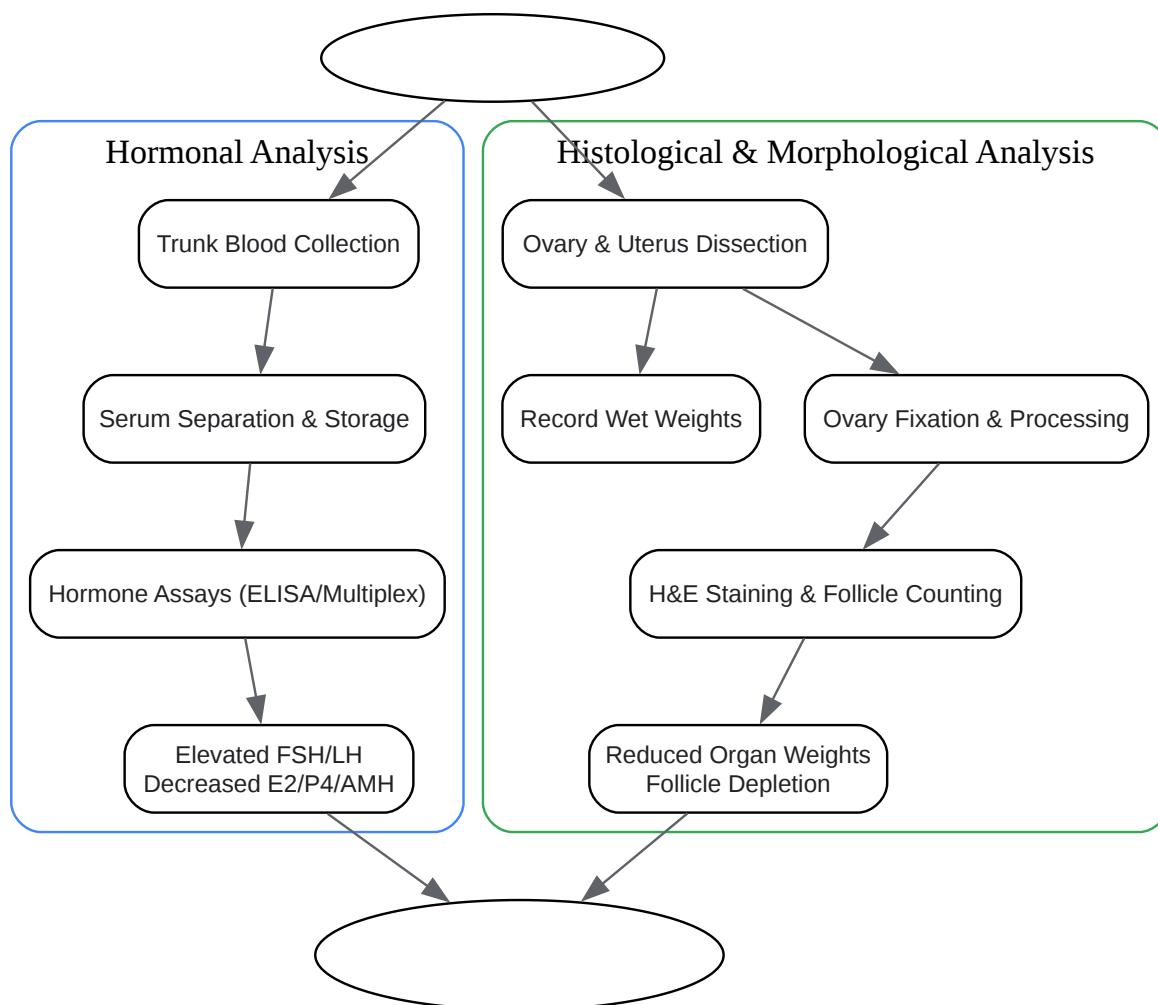 Hormonal Analysis
Trunk Blood Collection
Serum Separation & Storage
Hormone Assays (ELISA/Multiplex)
Elevated FSH/LH
Decreased E2/P4/AMH
Histological & Morphological Analysis
Ovary & Uterus Dissection
Record Wet Weights
Ovary Fixation & Processing
H&E Staining & Follicle Counting
Reduced Organ Weights
Follicle Depletion